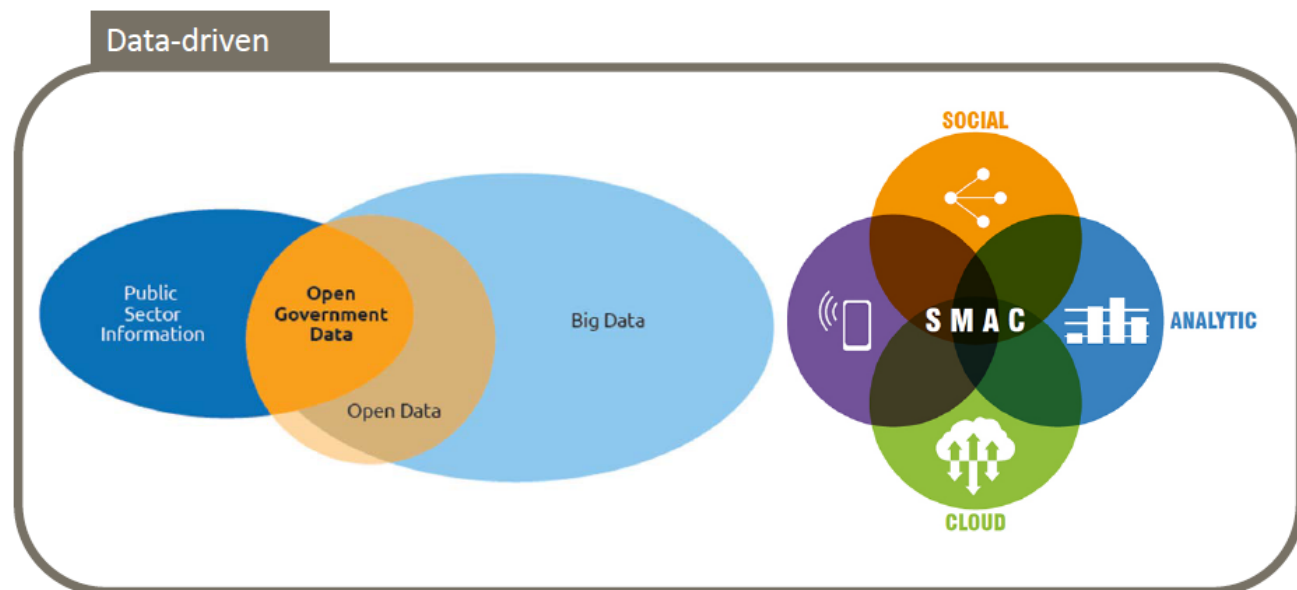 Data-driven
Public
Sector
Information
Open
Government
Data
Open Data
Big Data
SOCIAL
SMAC
ANALYTIC
CLOUD